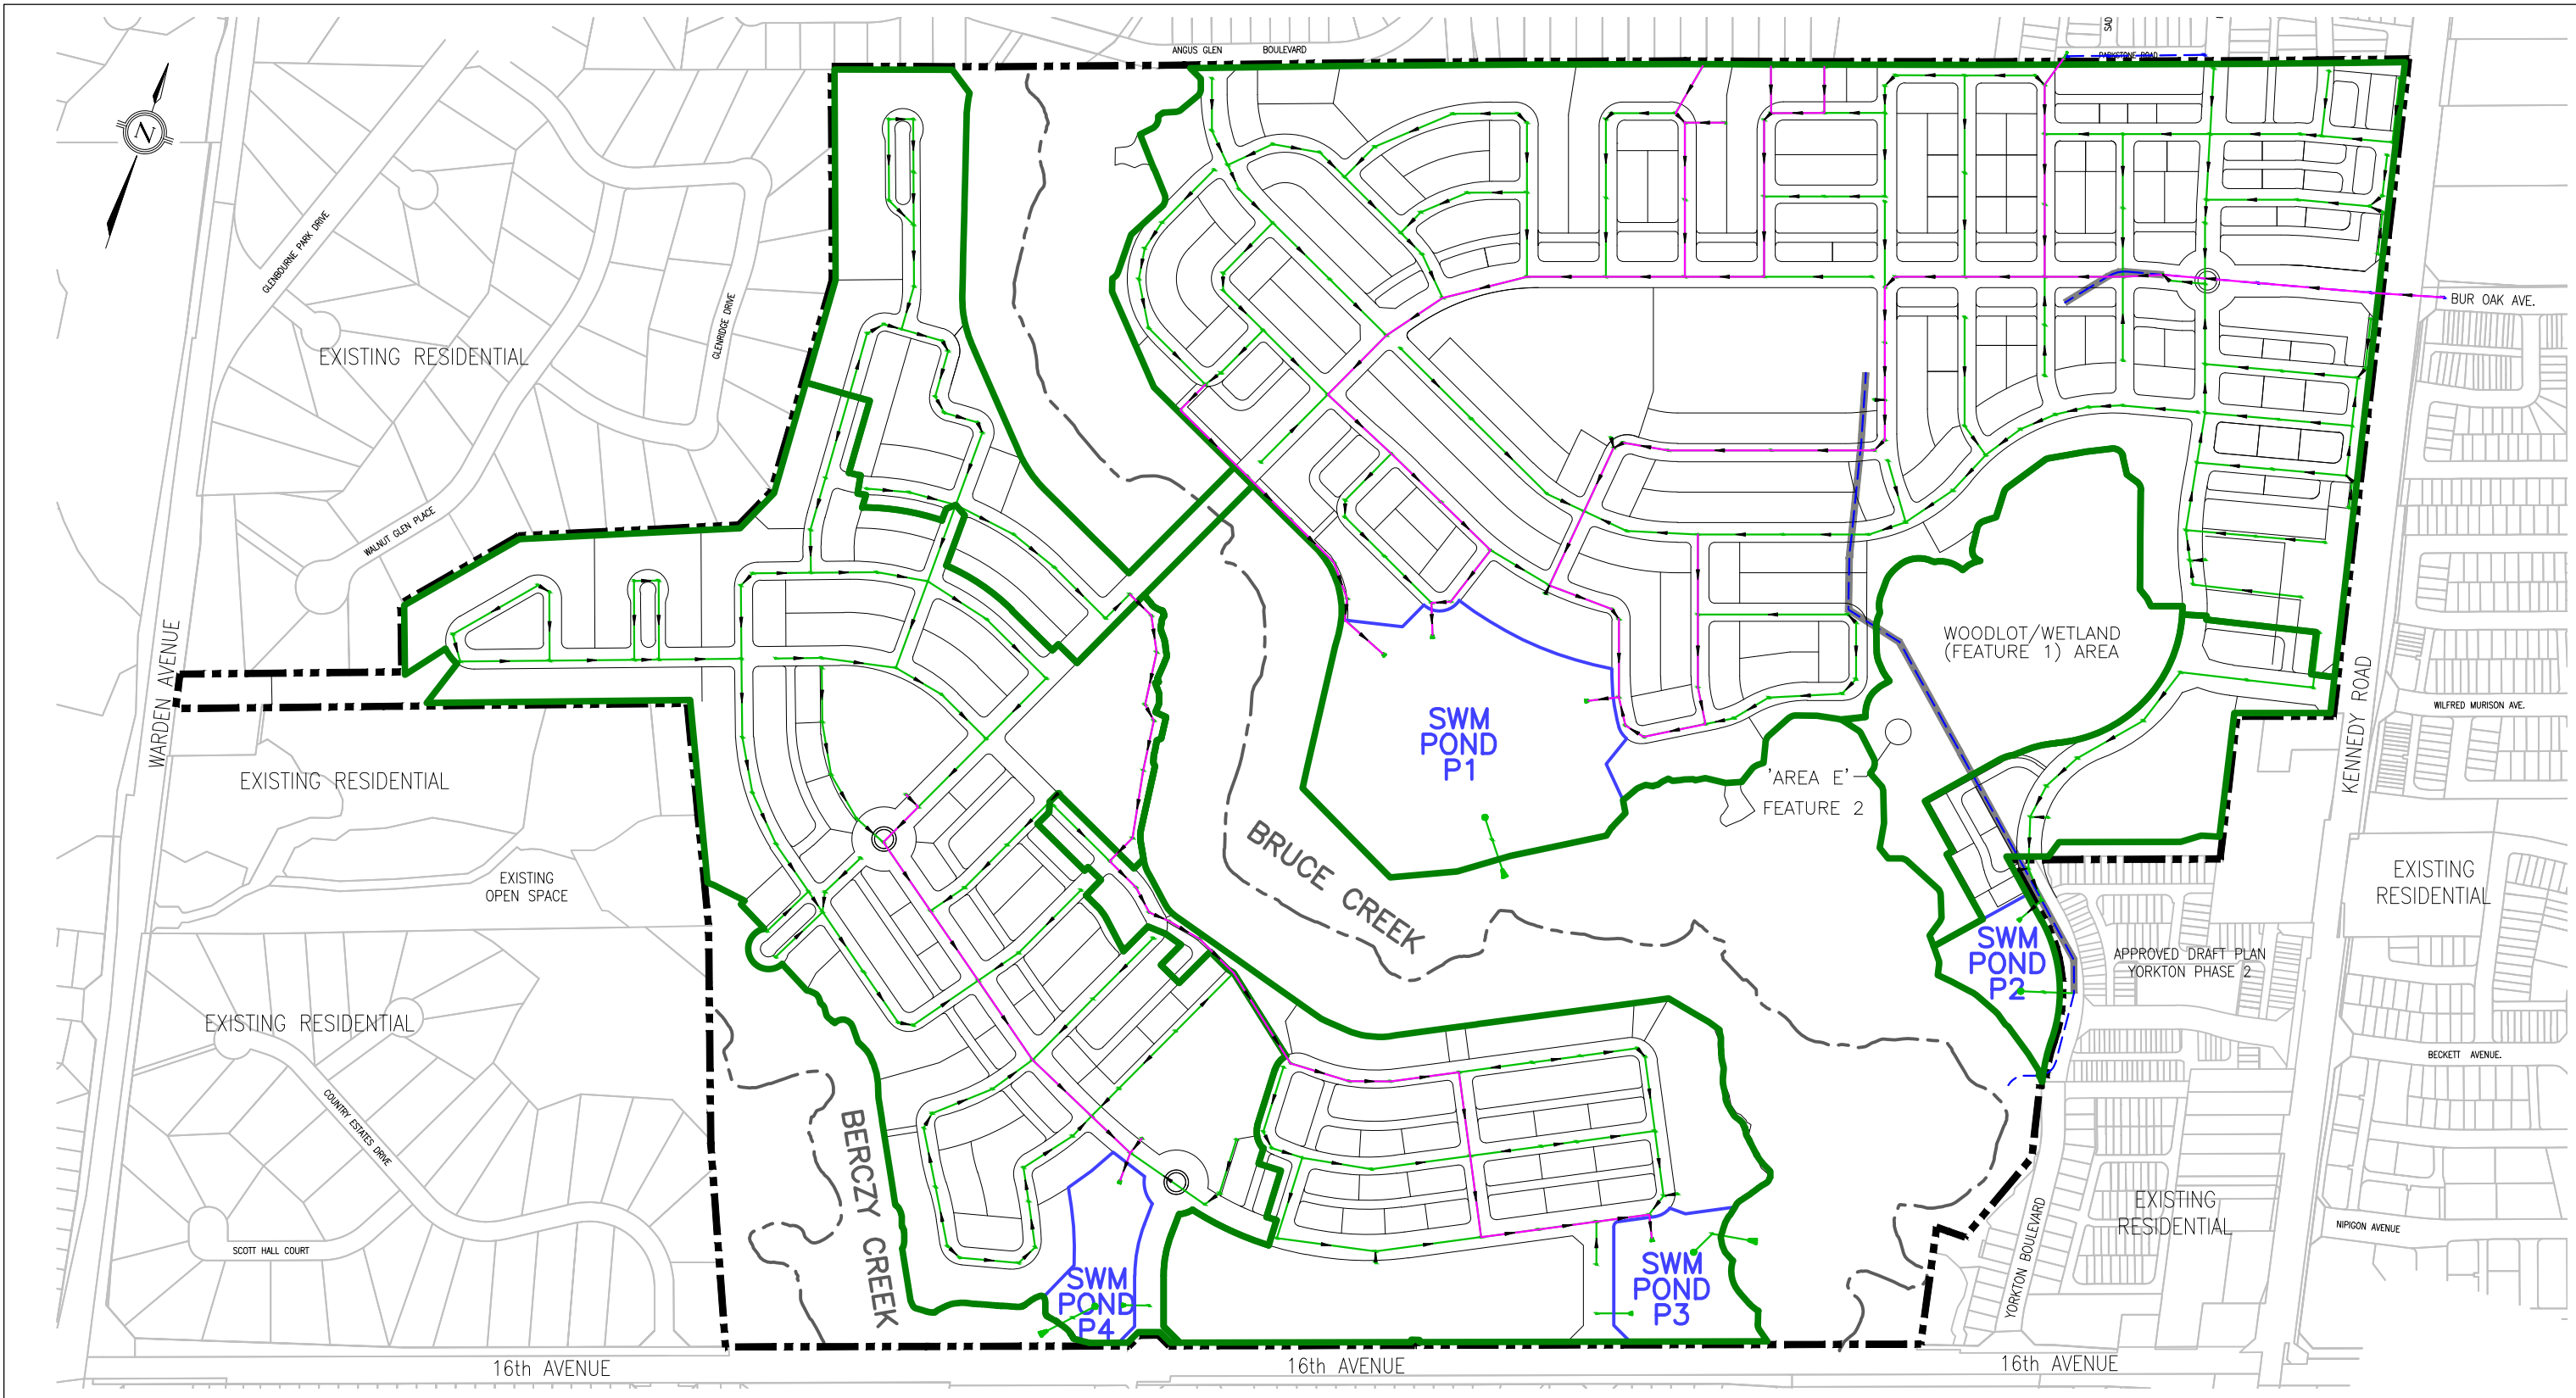 ANGUS GLEN BOULEVARD
SAD
PARKSTONE ROAD
N
GLENBOURNE PARK DRIVE
GLENRIDGE DRIVE
BUR OAK AVE.
EXISTING RESIDENTIAL
WALNUT GLEN PLACE
WARDEN AVENUE
WOODLOT/WETLAND
(FEATURE 1) AREA
KENNEDY ROAD
WILFRED MURISON AVE.
SWM
POND
P1
EXISTING RESIDENTIAL
'AREA E'
FEATURE 2
BRUCE CREEK
EXISTING
OPEN SPACE
EXISTING
RESIDENTIAL
SWM
POND
P2
APPROVED DRAFT PLAN
YORKTON PHASE 2
EXISTING RESIDENTIAL
BECKETT AVENUE.
COUNTRY ESTATES DRIVE
BERCZY CREEK
EXISTING
RESIDENTIAL
YORKTON BOULEVARD
NIPIGON AVENUE
SCOTT HALL COURT
SWM
POND
P4
SWM
POND
P3
16th AVENUE
16th AVENUE
16th AVENUE